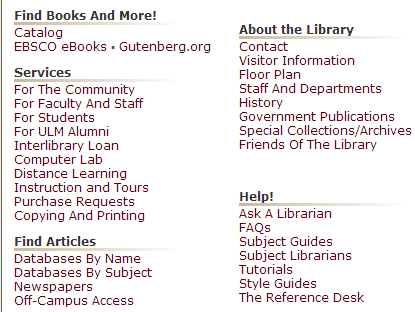 Find Books And More!
Catalog
EBSCO eBooks • Gutenberg.org
Services
For The Community
For Faculty And Staff
For Students
For ULM Alumni
Interlibrary Loan
Computer Lab
Distance Learning
Instruction and Tours
Purchase Requests
Copying And Printing
Find Articles
Databases By Name
Databases By Subject
Newspapers
Off-Campus Access
About the Library
Contact
Visitor Information
Floor Plan
Staff And Departments
History
Government Publications
Special Collections/Archives
Friends Of The Library
Help!
Ask A Librarian
FAQs
Subject Guides
Subject Librarians
Tutorials
Style Guides
The Reference Desk